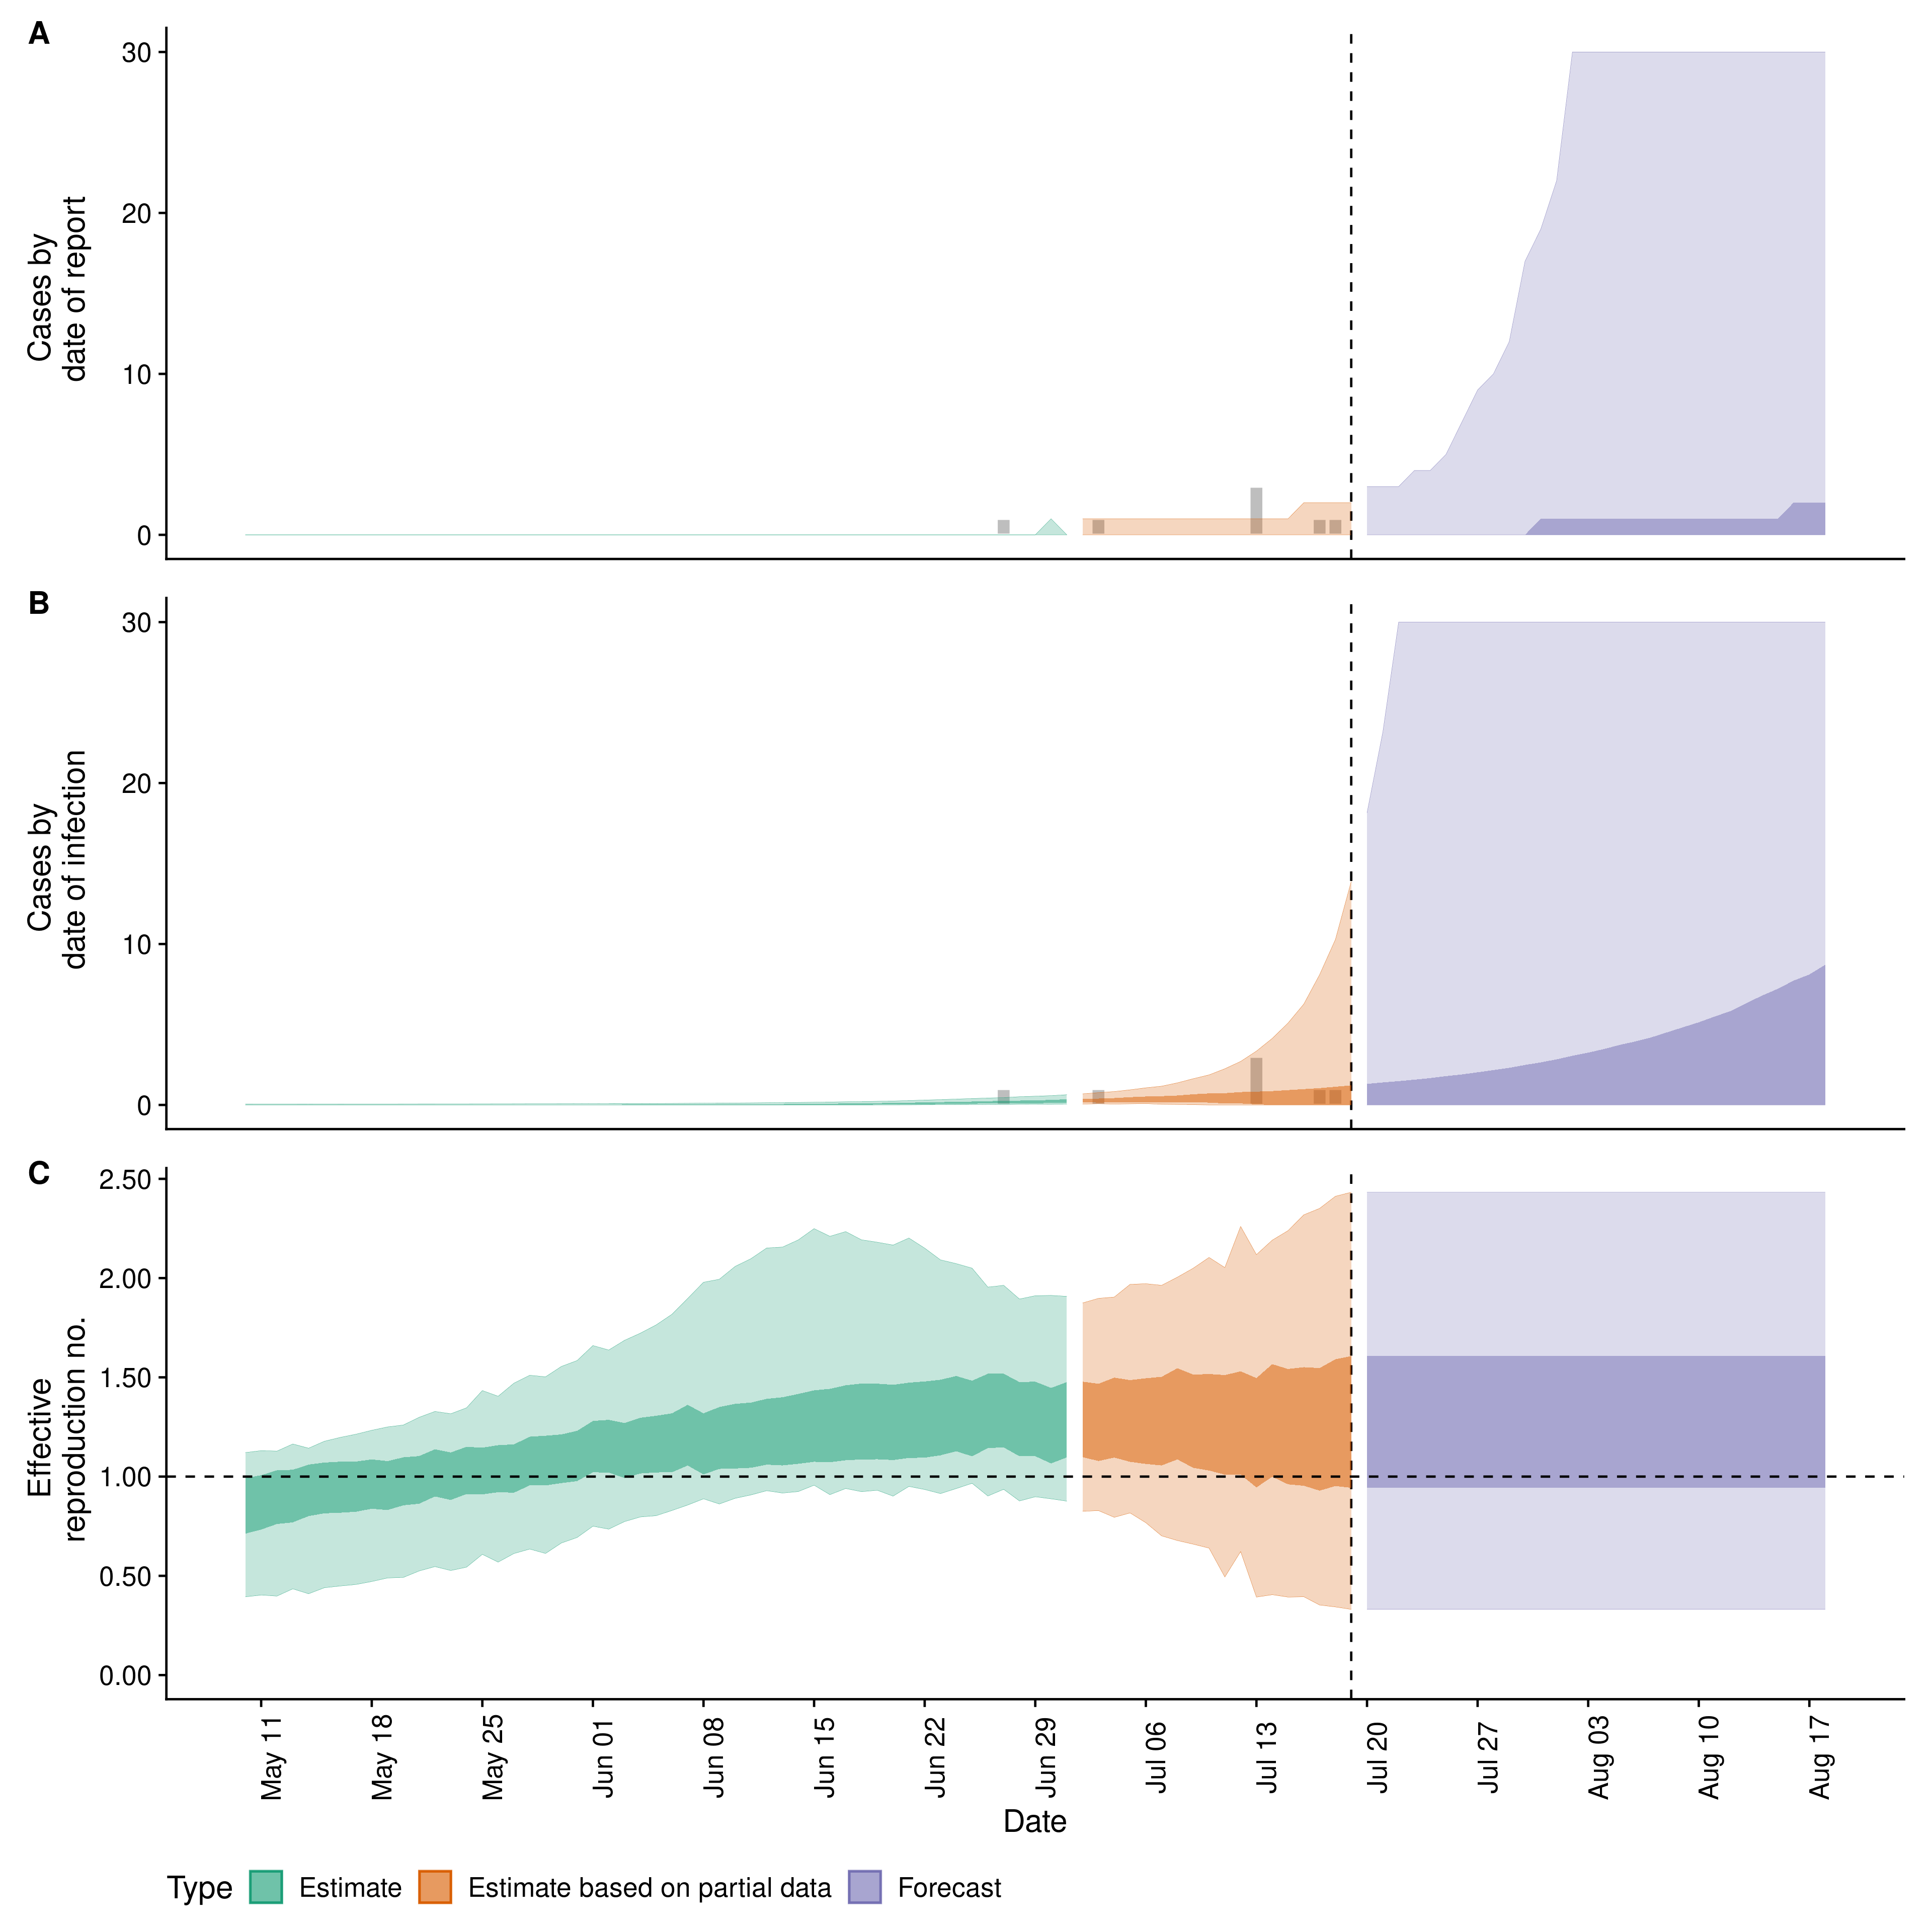 A
30
20
10
0
Cases by
date of report
B
30
20
10
0
Cases by
date of infection
C
2.50
2.00
1.50
1.00
0.50
0.00
Effective
reproduction no.
May 11
May 18
May 25
Jun 01
Jun 08
Jun 15
Jun 22
Jun 29
Jul 06
Jul 13
Jul 20
Jul 27
Aug 03
Aug 10
Aug 17
Date
Type Estimate Estimate based on partial data Forecast